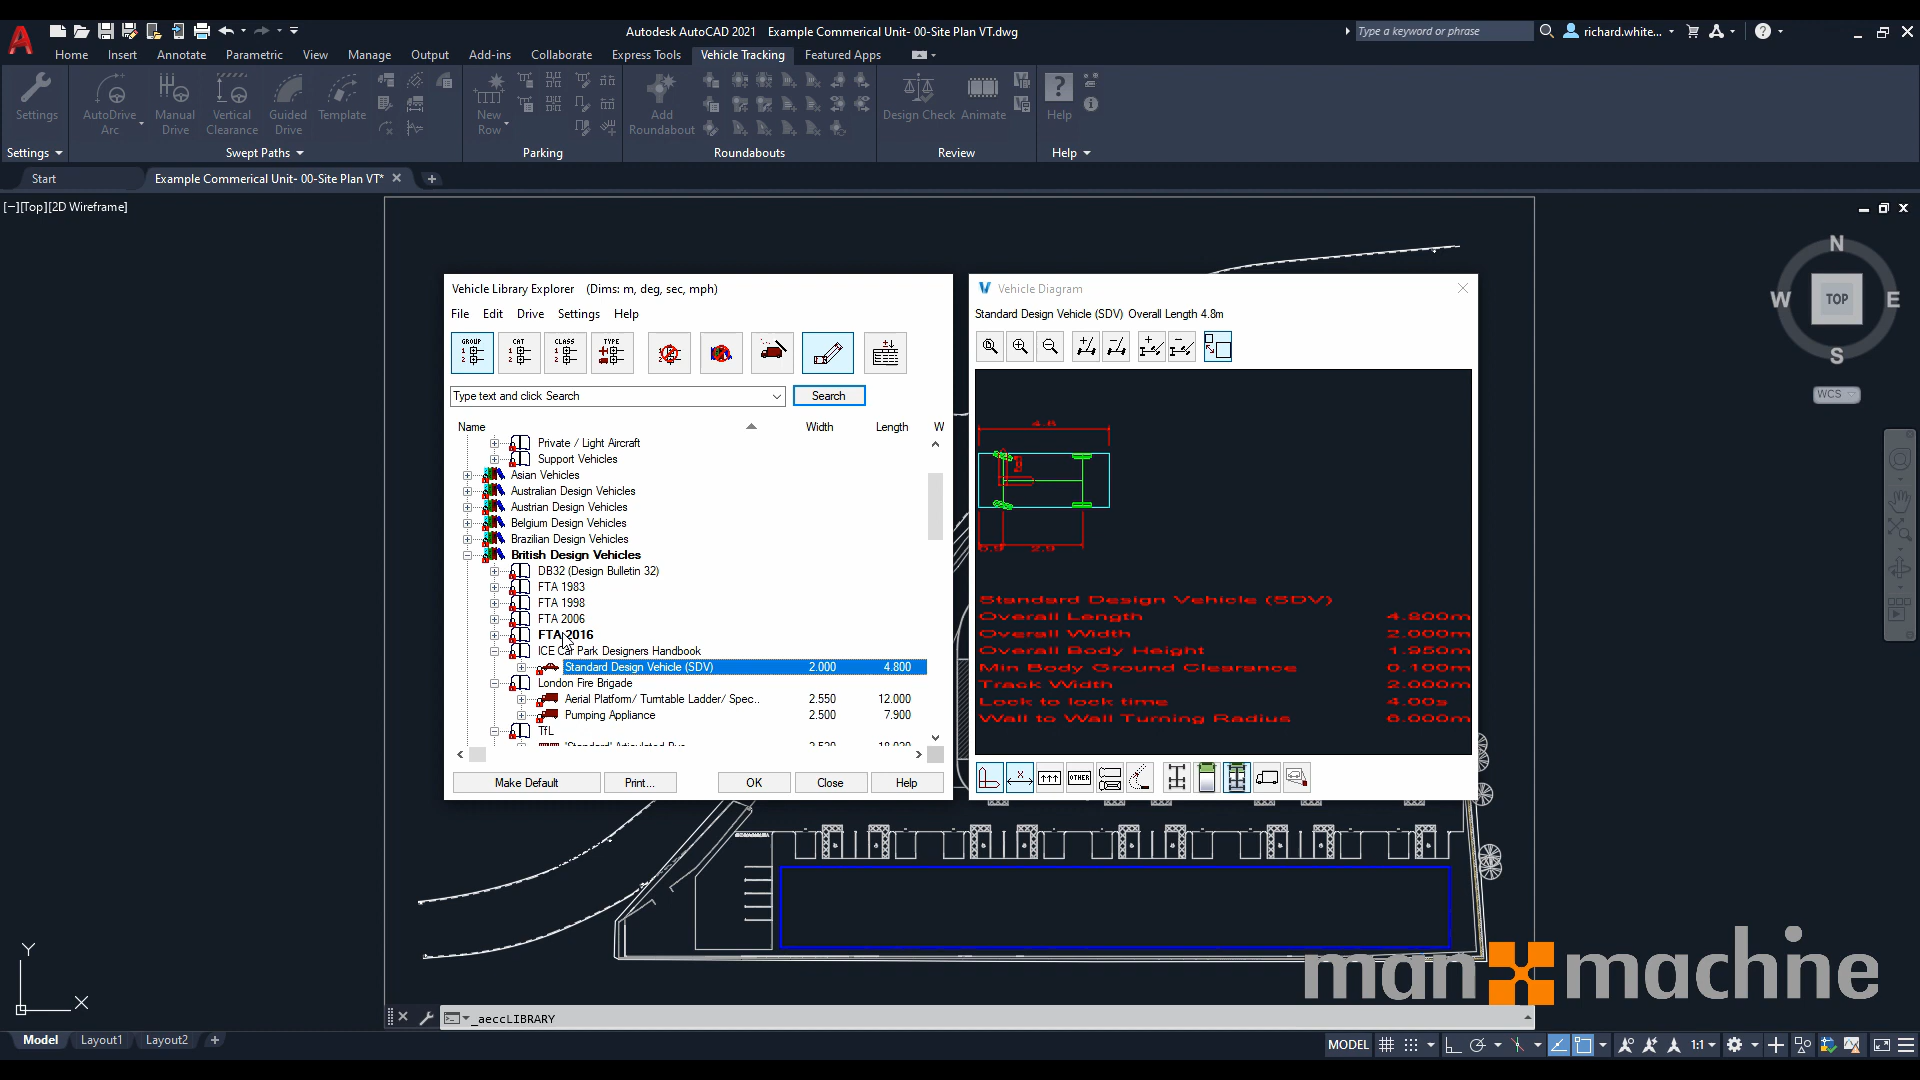 Autodesk AutoCAD 2021 Example Commerical Unit- 00-Site Plan VT.dwg
Type a keyword or phrase
richard.white...
Home Insert Annotate Parametric View Manage Output Add-ins Collaborate Express Tools Vehicle Tracking Featured Apps
Settings
AutoDrive Arc
Manual Drive
Vertical Clearance
Guided Drive
Template
New Row
Add Roundabout
Design Check
Animate
Help
Settings
Swept Paths
Parking
Roundabouts
Review
Help
Start
Example Commerical Unit- 00-Site Plan VT*
[−][Top][2D Wireframe]
N
W TOP E
S
WCS
Vehicle Library Explorer (Dims: m, deg, sec, mph)
File Edit Drive Settings Help
GROUP CAT CLASS TYPE
Type text and click Search
Search
Name Width Length W
Private / Light Aircraft
Support Vehicles
Asian Vehicles
Australian Design Vehicles
Austrian Design Vehicles
Belgium Design Vehicles
Brazilian Design Vehicles
British Design Vehicles
DB32 (Design Bulletin 32)
FTA 1983
FTA 1998
FTA 2006
FTA 2016
ICE Car Park Designers Handbook
Standard Design Vehicle (SDV) 2.000 4.800
London Fire Brigade
Aerial Platform/ Turntable Ladder/ Spec.. 2.550 12.000
Pumping Appliance 2.500 7.900
TfL
Make Default Print... OK Close Help
Vehicle Diagram
Standard Design Vehicle (SDV) Overall Length 4.8m
4.8
0.9 2.9
Standard Design Vehicle (SDV)
Overall Length 4.800m
Overall Width 2.000m
Overall Body Height 1.950m
Min Body Ground Clearance 0.100m
Track Width 2.000m
Lock to lock time 4.00s
Wall to Wall Turning Radius 6.000m
OTHER
Y
X
man machine
_aeccLIBRARY
Model Layout1 Layout2
MODEL
1:1